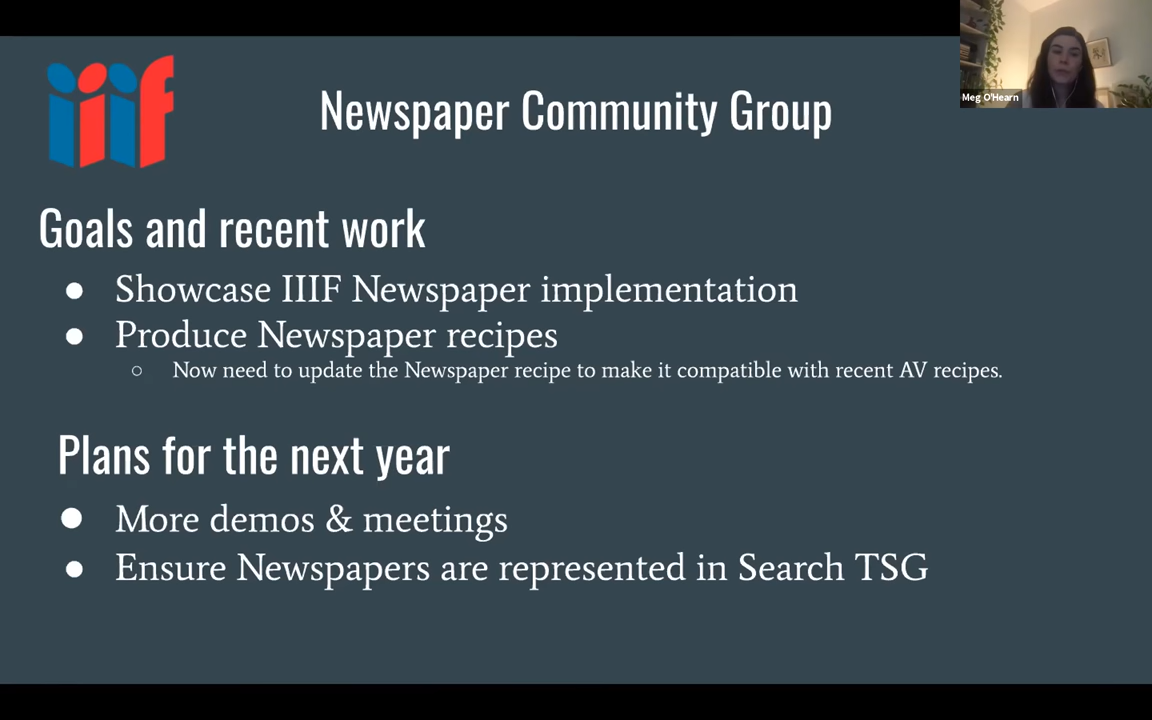 iiif
Newspaper Community Group
Meg O'Hearn
Goals and recent work
● Showcase IIIF Newspaper implementation
● Produce Newspaper recipes
○ Now need to update the Newspaper recipe to make it compatible with recent AV recipes.
Plans for the next year
● More demos & meetings
● Ensure Newspapers are represented in Search TSG